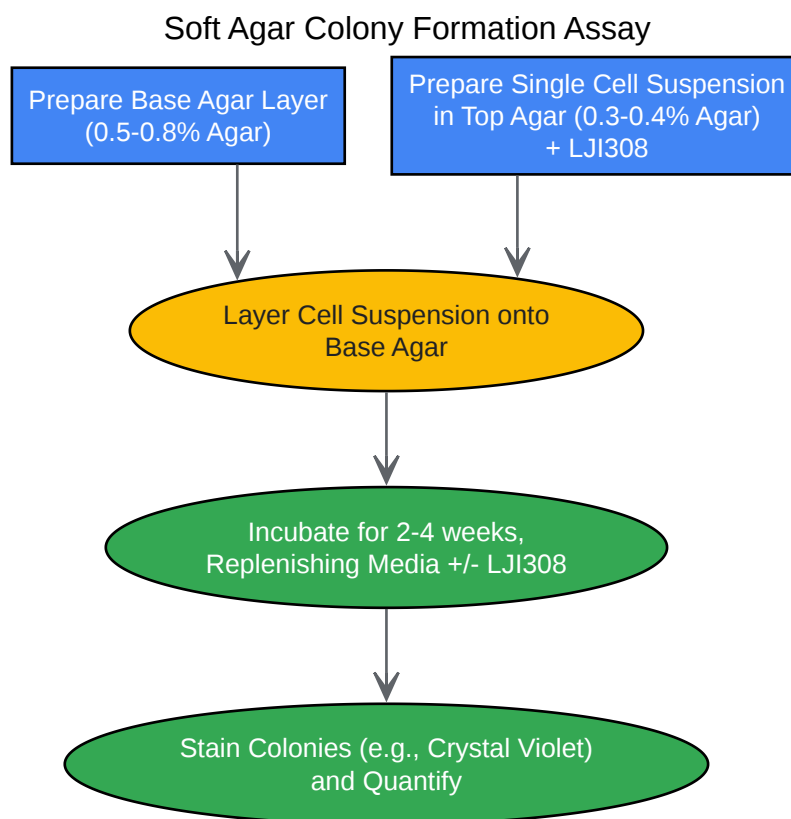 Soft Agar Colony Formation Assay
Prepare Base Agar Layer
(0.5-0.8% Agar)
Prepare Single Cell Suspension
in Top Agar (0.3-0.4% Agar)
+ LJI308
Layer Cell Suspension onto
Base Agar
Incubate for 2-4 weeks,
Replenishing Media +/- LJI308
Stain Colonies (e.g., Crystal Violet)
and Quantify